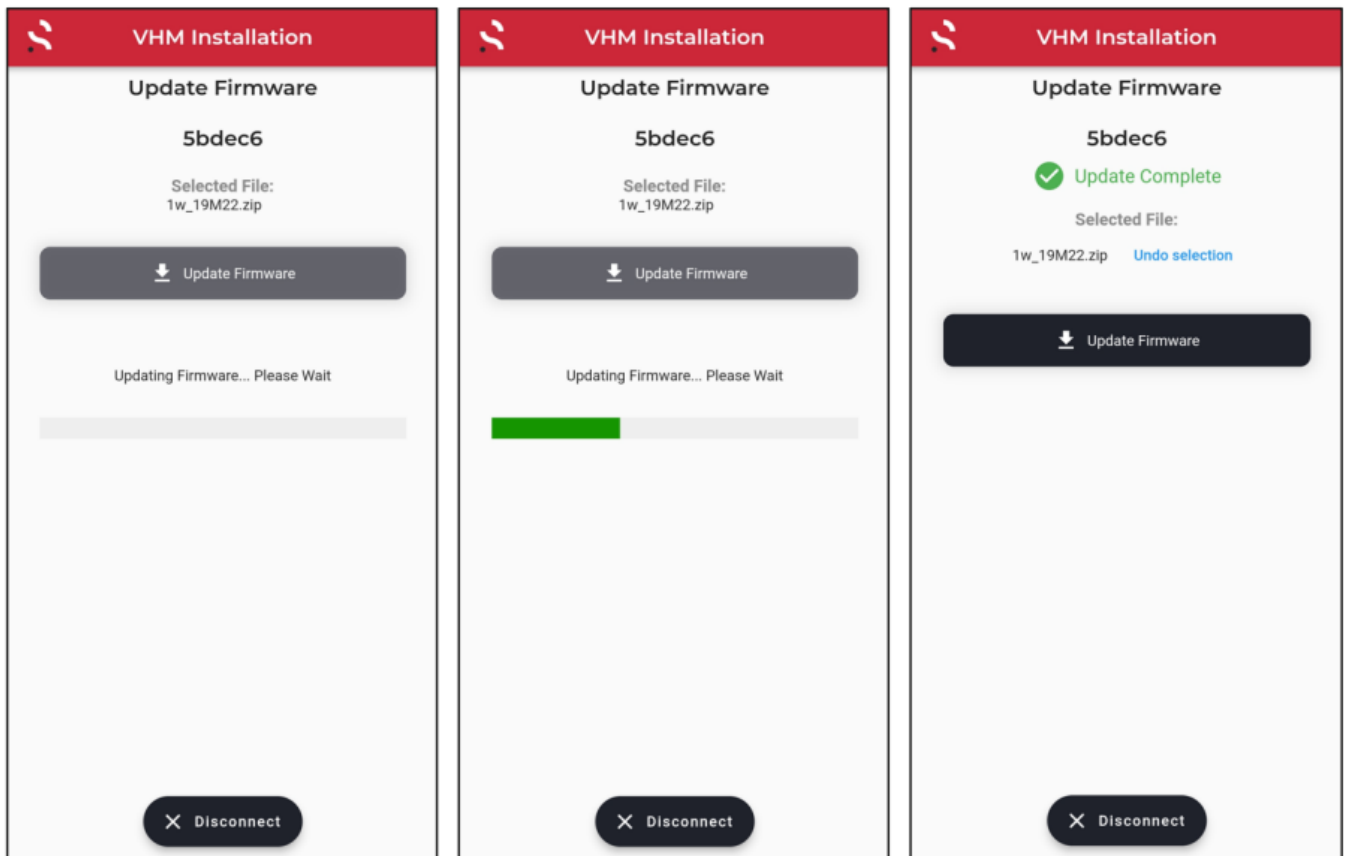 VHM Installation
Update Firmware
5bdec6
Selected File:
1w_19M22.zip
Update Firmware
Updating Firmware... Please Wait
Disconnect
VHM Installation
Update Firmware
5bdec6
Selected File:
1w_19M22.zip
Update Firmware
Updating Firmware... Please Wait
Disconnect
VHM Installation
Update Firmware
5bdec6
Update Complete
Selected File:
1w_19M22.zip Undo selection
Update Firmware
Disconnect